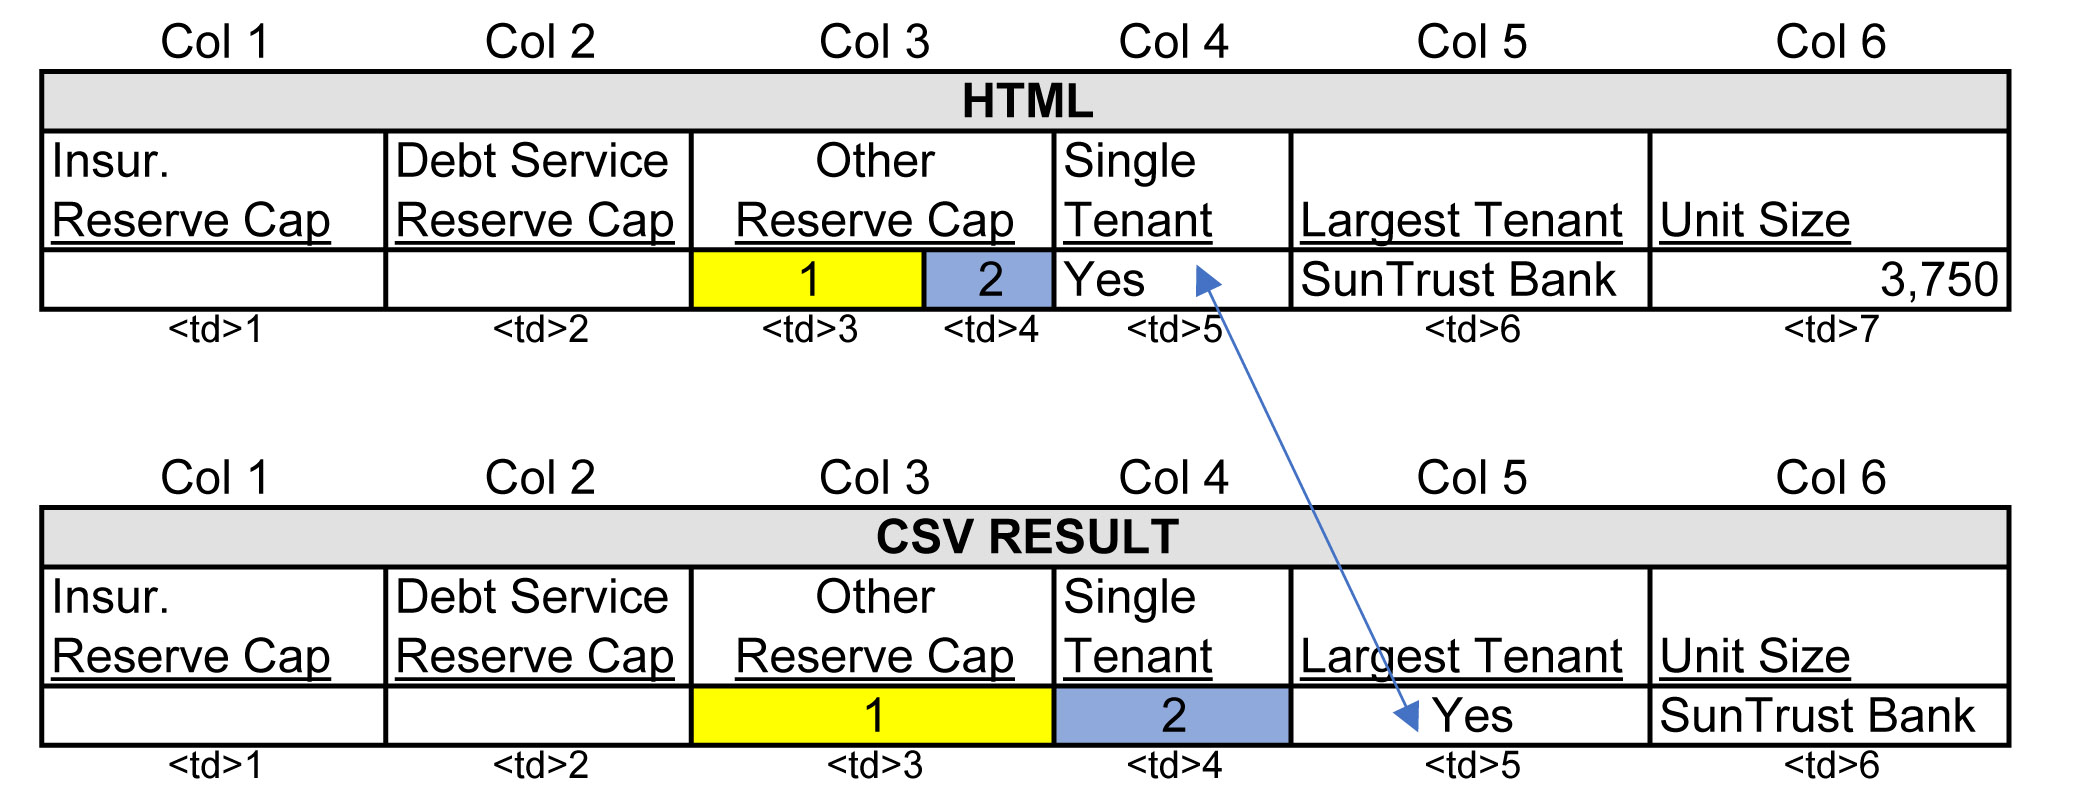 Col 1 Col 2 Col 3 Col 4 Col 5 Col 6
HTML
Insur. Debt Service Other Single
Reserve Cap Reserve Cap Reserve Cap Tenant Largest Tenant Unit Size
1 2 Yes SunTrust Bank 3,750
<td>1 <td>2 <td>3 <td>4 <td>5 <td>6 <td>7
Col 1 Col 2 Col 3 Col 4 Col 5 Col 6
CSV RESULT
Insur. Debt Service Other Single
Reserve Cap Reserve Cap Reserve Cap Tenant Largest Tenant Unit Size
1 2 Yes SunTrust Bank
<td>1 <td>2 <td>3 <td>4 <td>5 <td>6